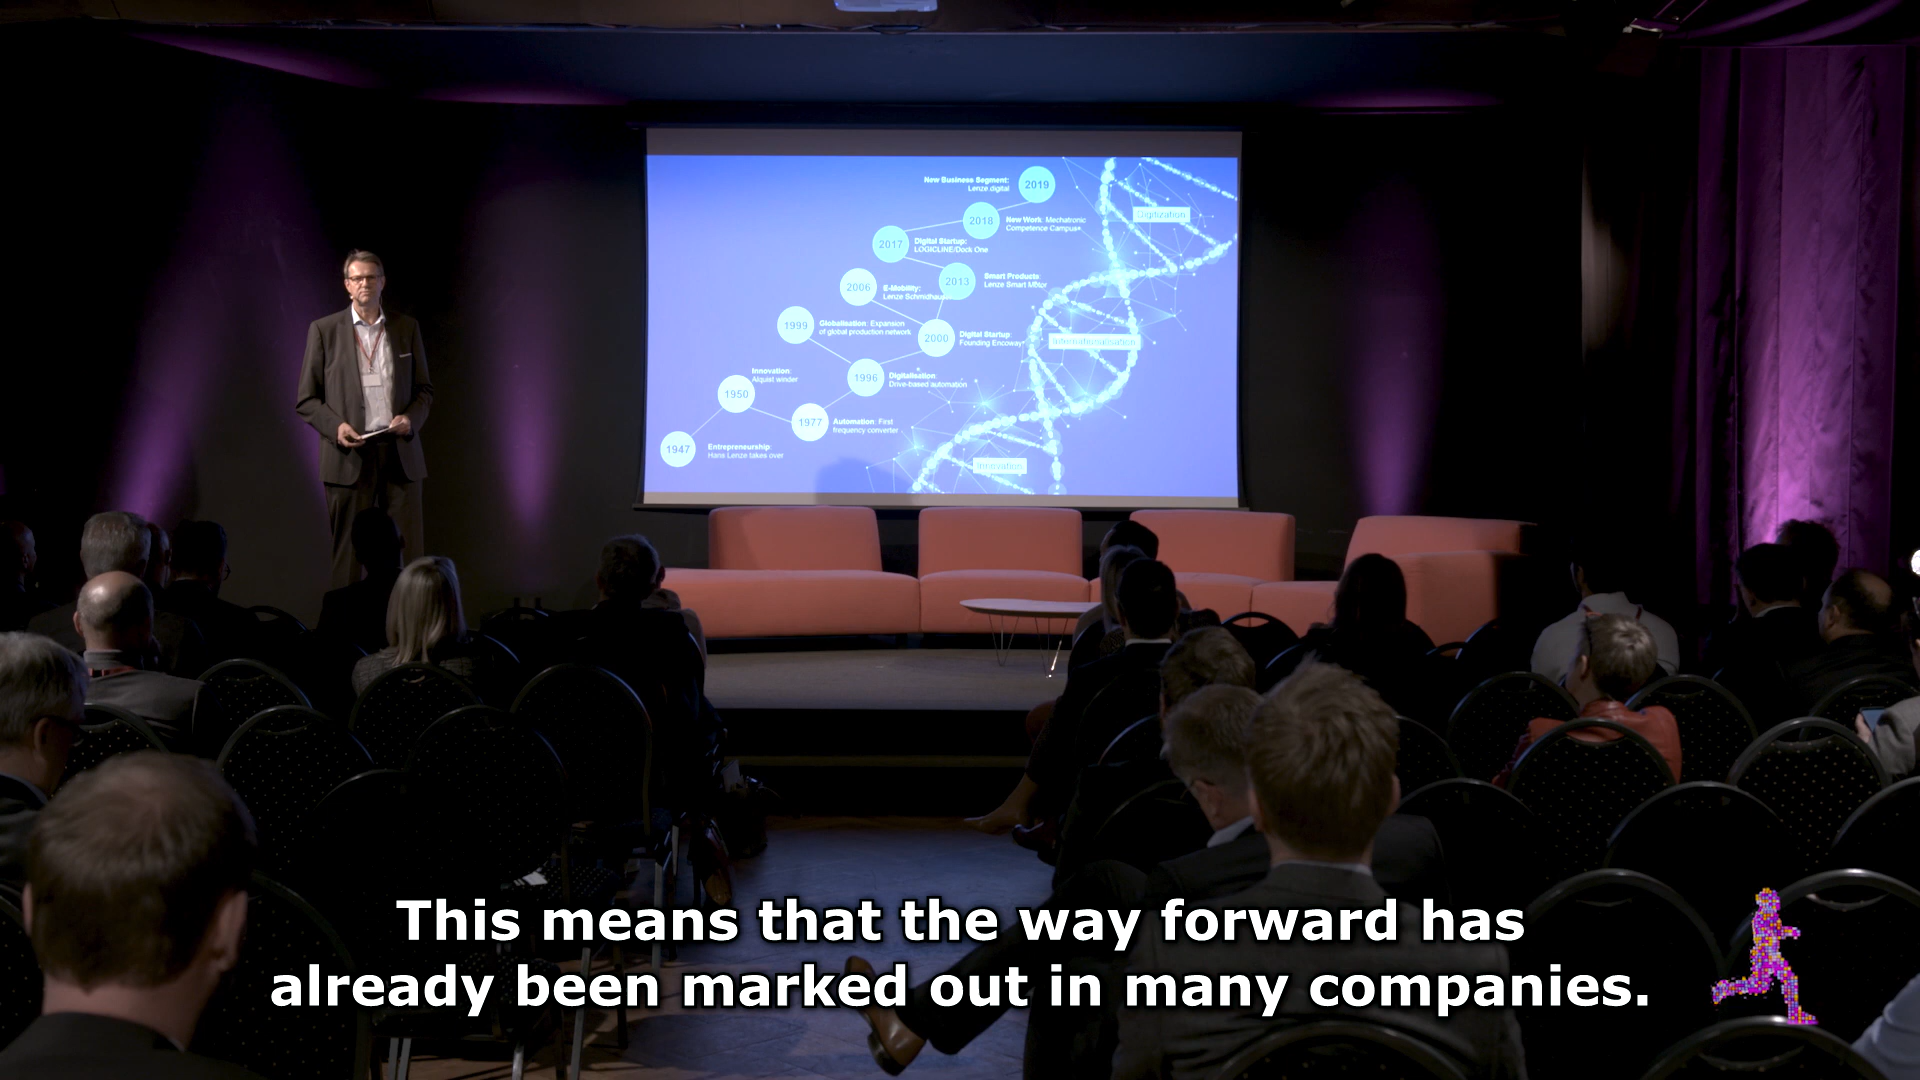 New Business Segment:
Lenze.digital
2019
2018
New Work: Mechatronic
Competence Campus
2017
Digital Startup:
LOGICLINE/Dock One
2013
Smart Products:
Lenze Smart Motor
2006
E-Mobility:
Lenze Schmidhauser
1999
Globalisation: Expansion
of global production network
2000
Digital Startup:
Founding Encoway
1996
Digitalisation:
Drive-based automation
Innovation:
Alquist winder
1950
1977
Automation: First
frequency converter
1947
Entrepreneurship:
Hans Lenze takes over
Digitization
Internationalisation
Innovation
This means that the way forward has
already been marked out in many companies.